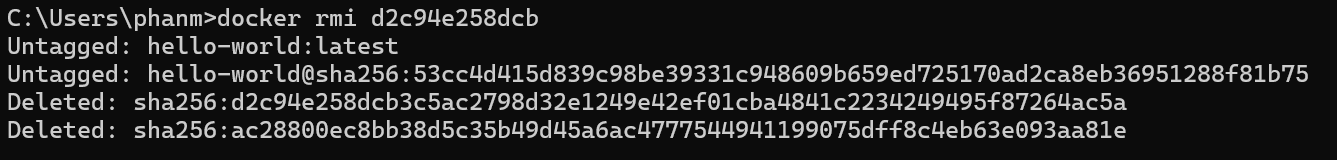 C:\Users\phanm>docker rmi d2c94e258dcb
Untagged: hello-world:latest
Untagged: hello-world@sha256:53cc4d415d839c98be39331c948609b659ed725170ad2ca8eb36951288f81b75
Deleted: sha256:d2c94e258dcb3c5ac2798d32e1249e42ef01cba4841c2234249495f87264ac5a
Deleted: sha256:ac28800ec8bb38d5c35b49d45a6ac4777544941199075dff8c4eb63e093aa81e